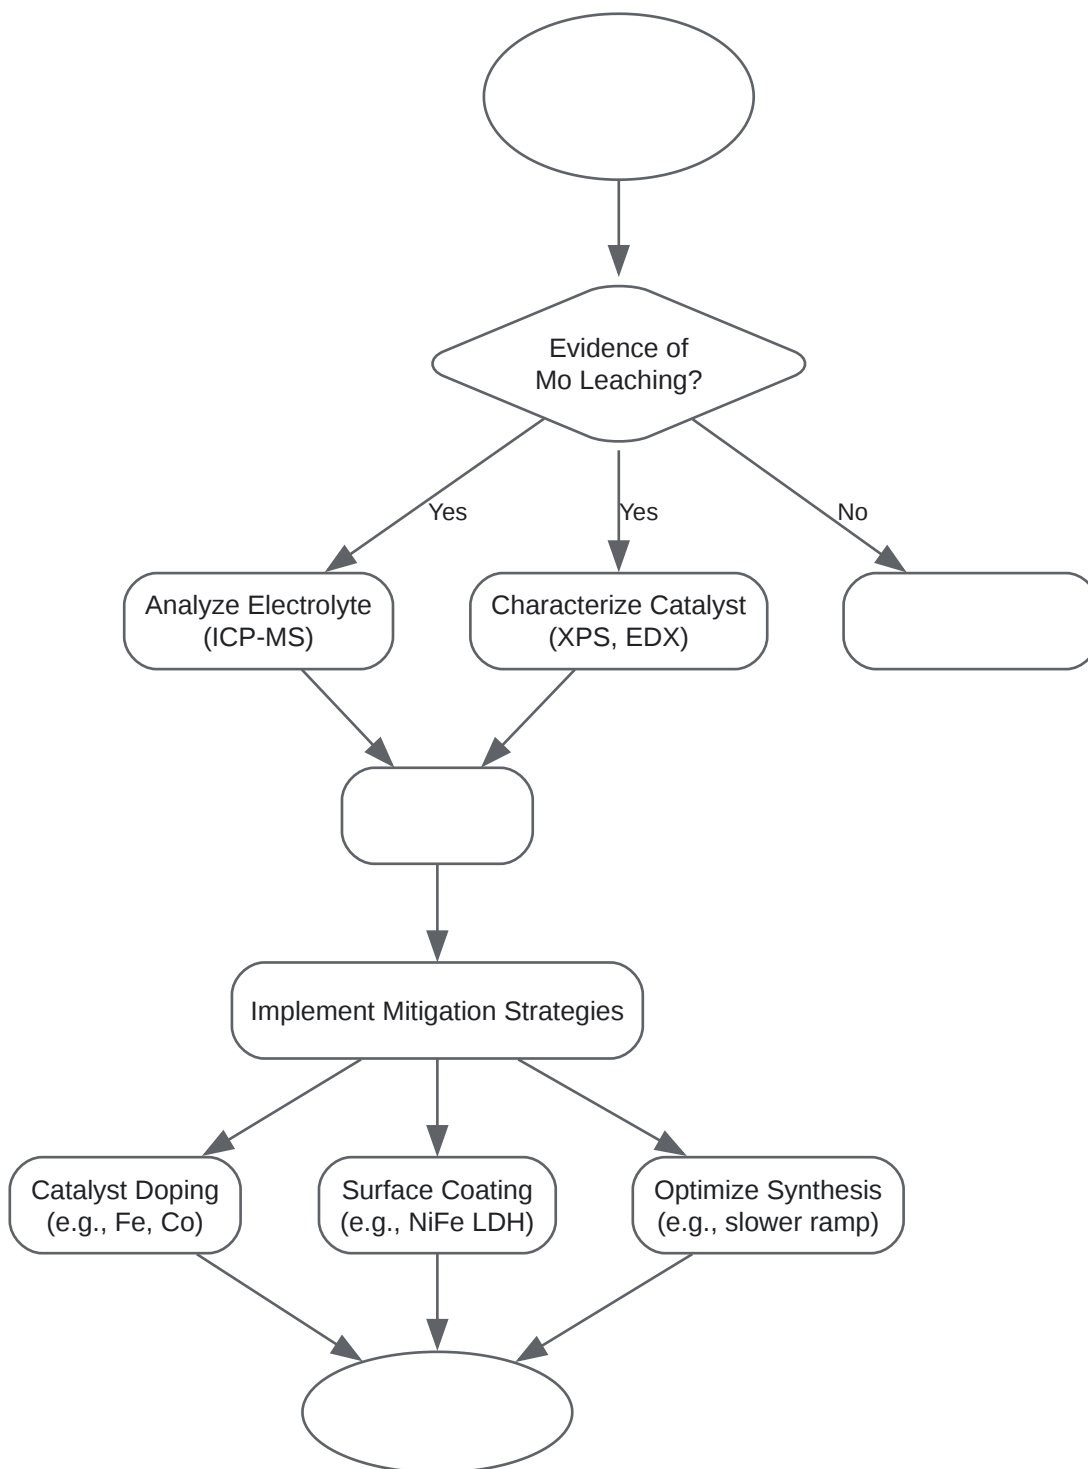 Evidence of
Mo Leaching?
Yes
Yes
No
Analyze Electrolyte
(ICP-MS)
Characterize Catalyst
(XPS, EDX)
Implement Mitigation Strategies
Catalyst Doping
(e.g., Fe, Co)
Surface Coating
(e.g., NiFe LDH)
Optimize Synthesis
(e.g., slower ramp)